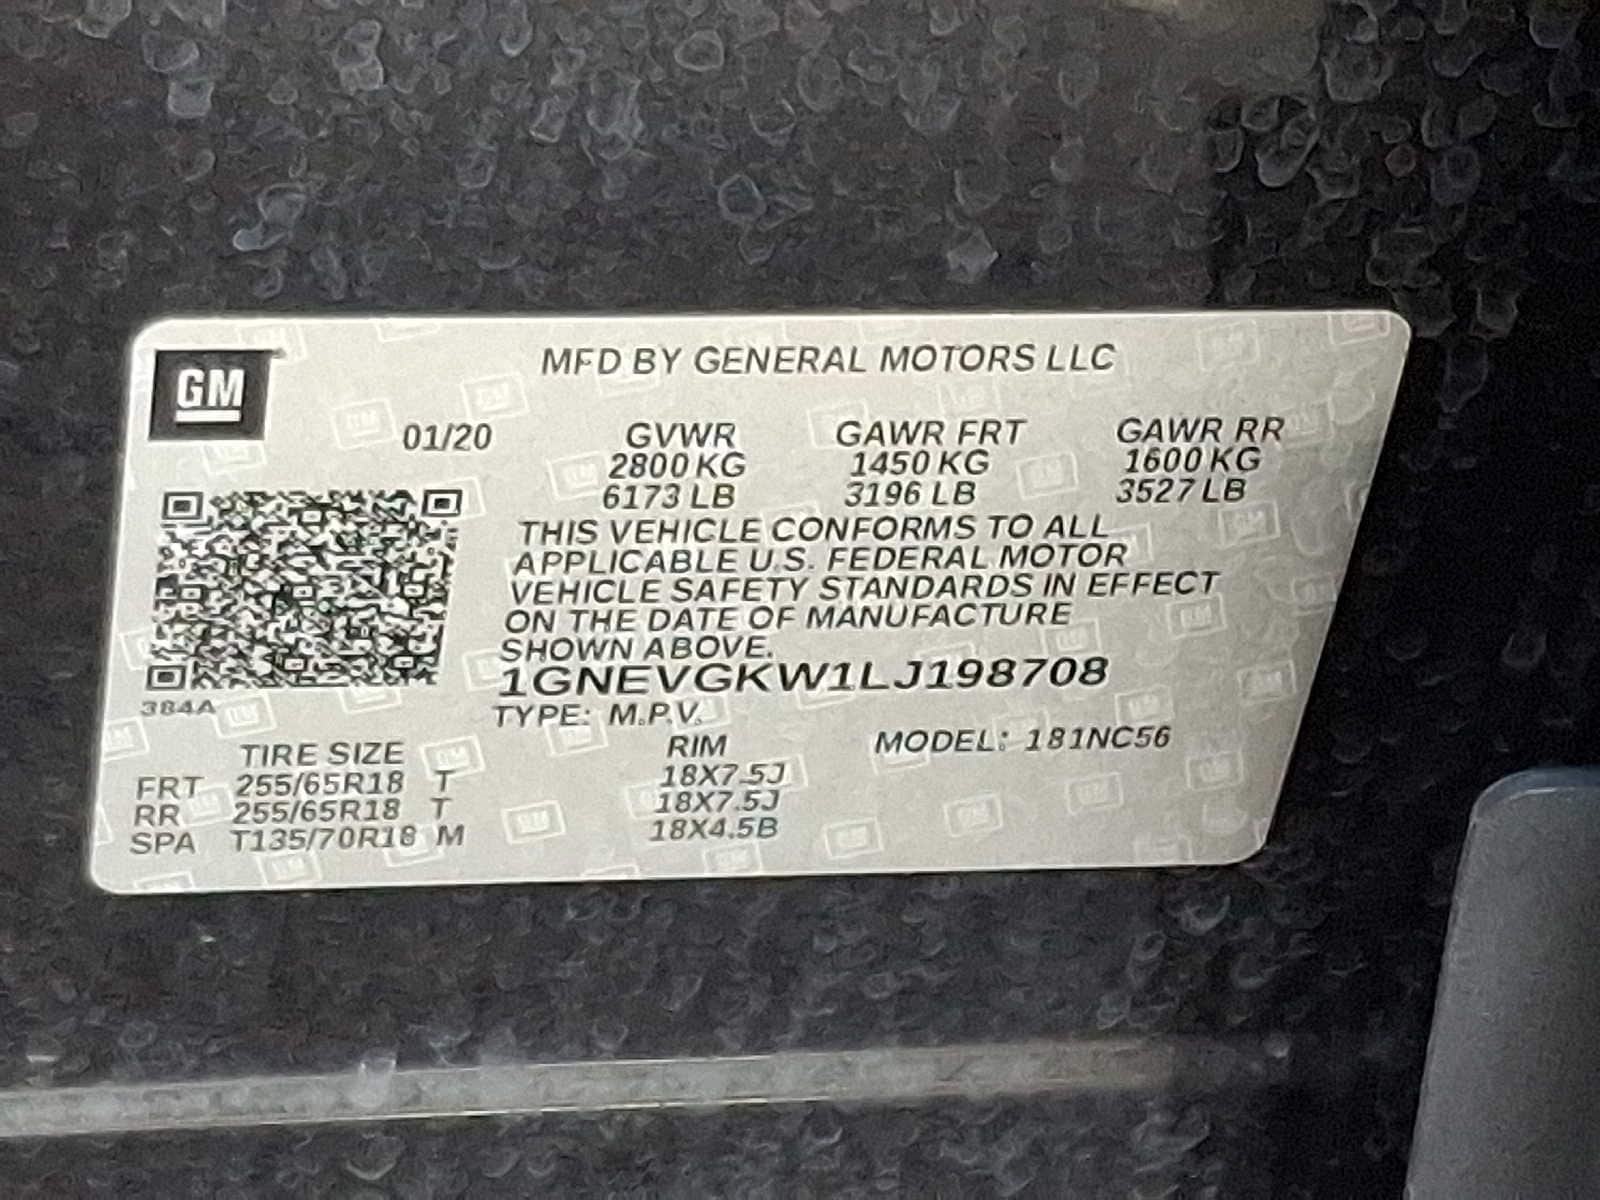 GM
MFD BY GENERAL MOTORS LLC
01/20 GVWR GAWR FRT GAWR RR
2800 KG 1450 KG 1600 KG
6173 LB 3196 LB 3527 LB
THIS VEHICLE CONFORMS TO ALL
APPLICABLE U.S. FEDERAL MOTOR
VEHICLE SAFETY STANDARDS IN EFFECT
ON THE DATE OF MANUFACTURE
SHOWN ABOVE.
1GNEVGKW1LJ198708
384A
TYPE: M.P.V.
TIRE SIZE RIM MODEL: 181NC56
FRT 255/65R18 T 18X7.5J
RR 255/65R18 T 18X7.5J
SPA T135/70R18 M 18X4.5B